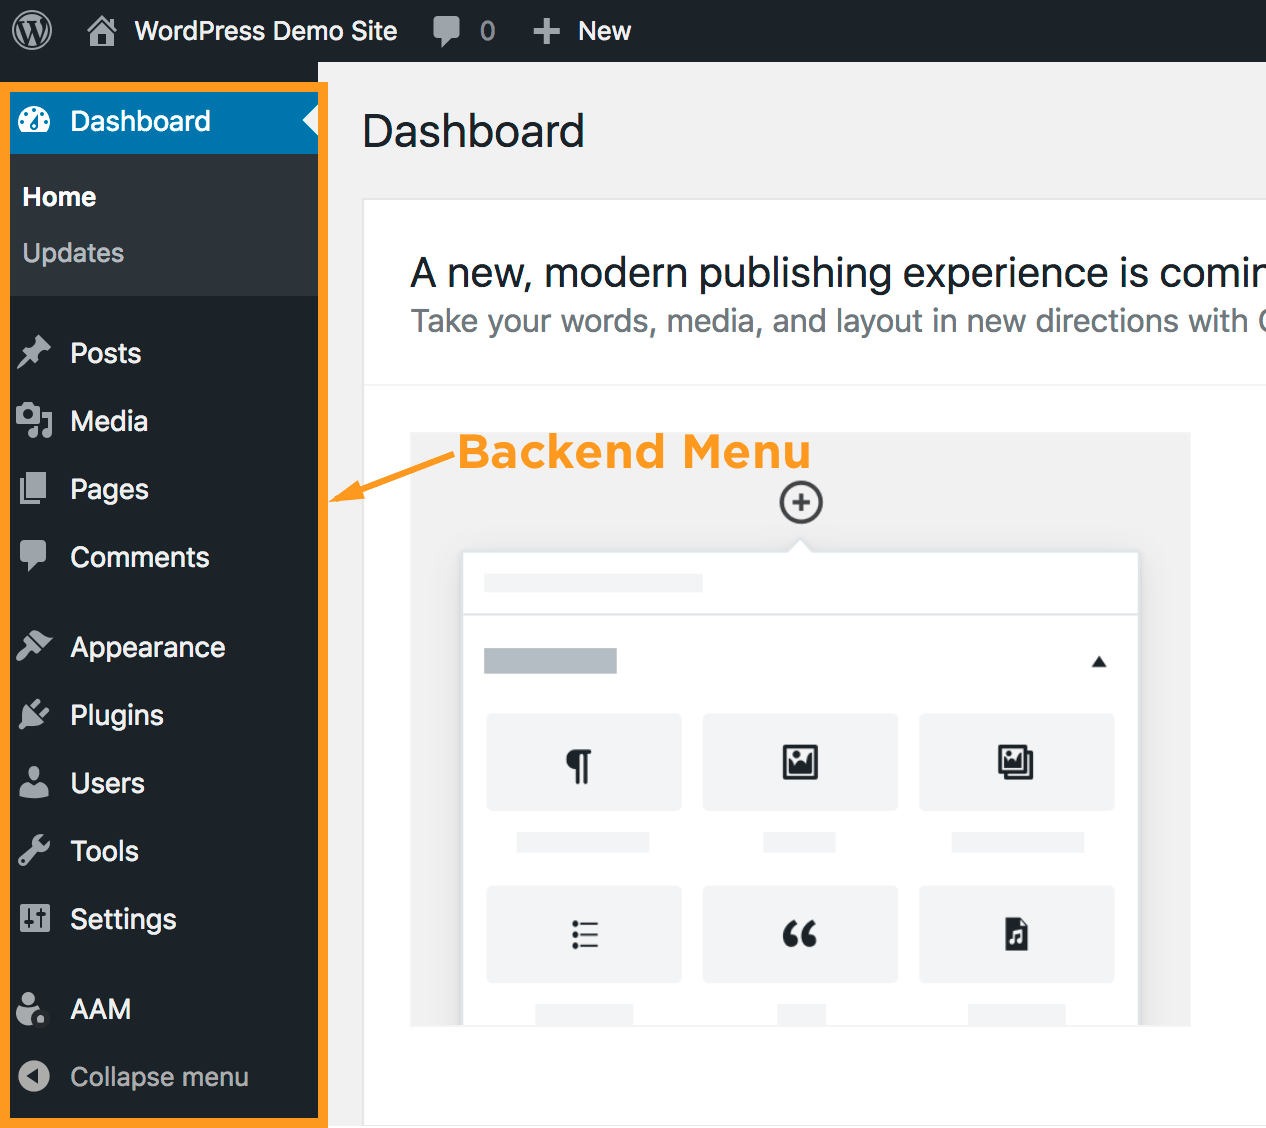 WordPress Demo Site 0 New
Dashboard
Home
Updates
Posts
Media
Pages
Comments
Appearance
Plugins
Users
Tools
Settings
AAM
Collapse menu
Dashboard
A new, modern publishing experience is comin
Take your words, media, and layout in new directions with
Backend Menu